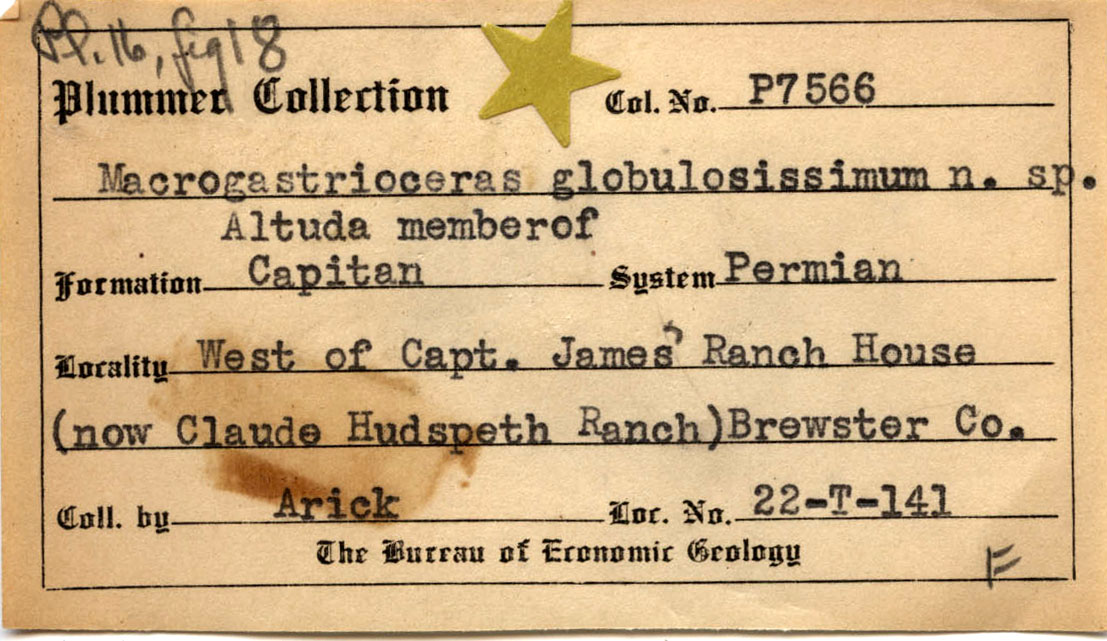 Pl. 16, fig 18
Plummer Collection Col. No. P7566
Macrogastrioceras globulosissimum n. sp.
Altuda memberof
Formation Capitan System Permian
Locality West of Capt. James' Ranch House
(now Claude Hudspeth Ranch)Brewster Co.
Coll. by Arick Loc. No. 22-T-141
The Bureau of Economic Geology
F